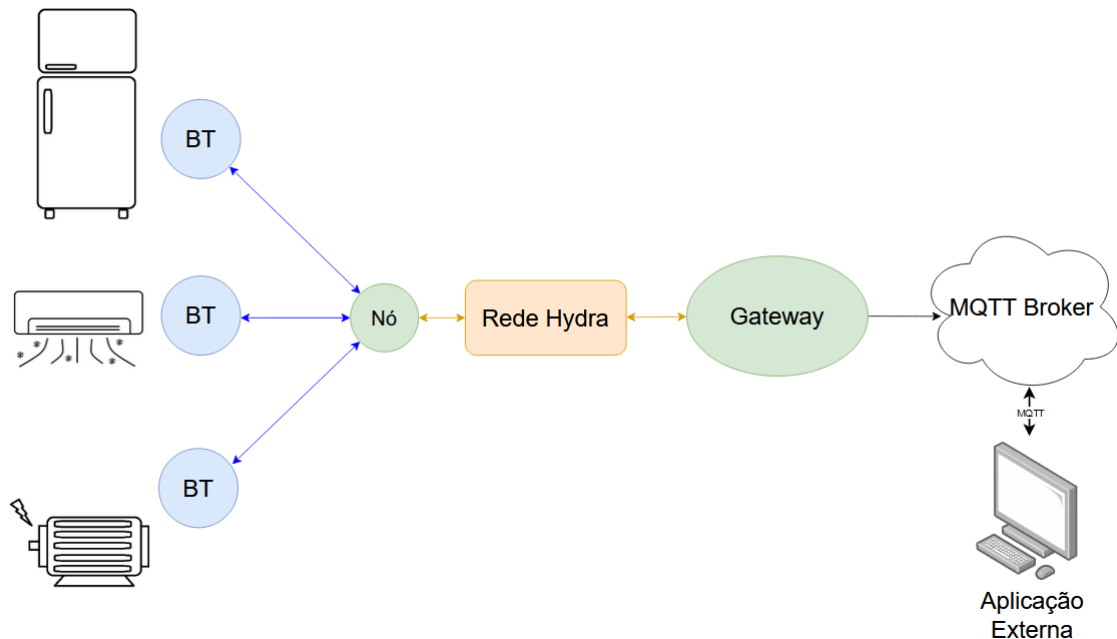 BT
BT
BT
Nó
Rede Hydra
Gateway
MQTT Broker
MQTT
Aplicação
Externa